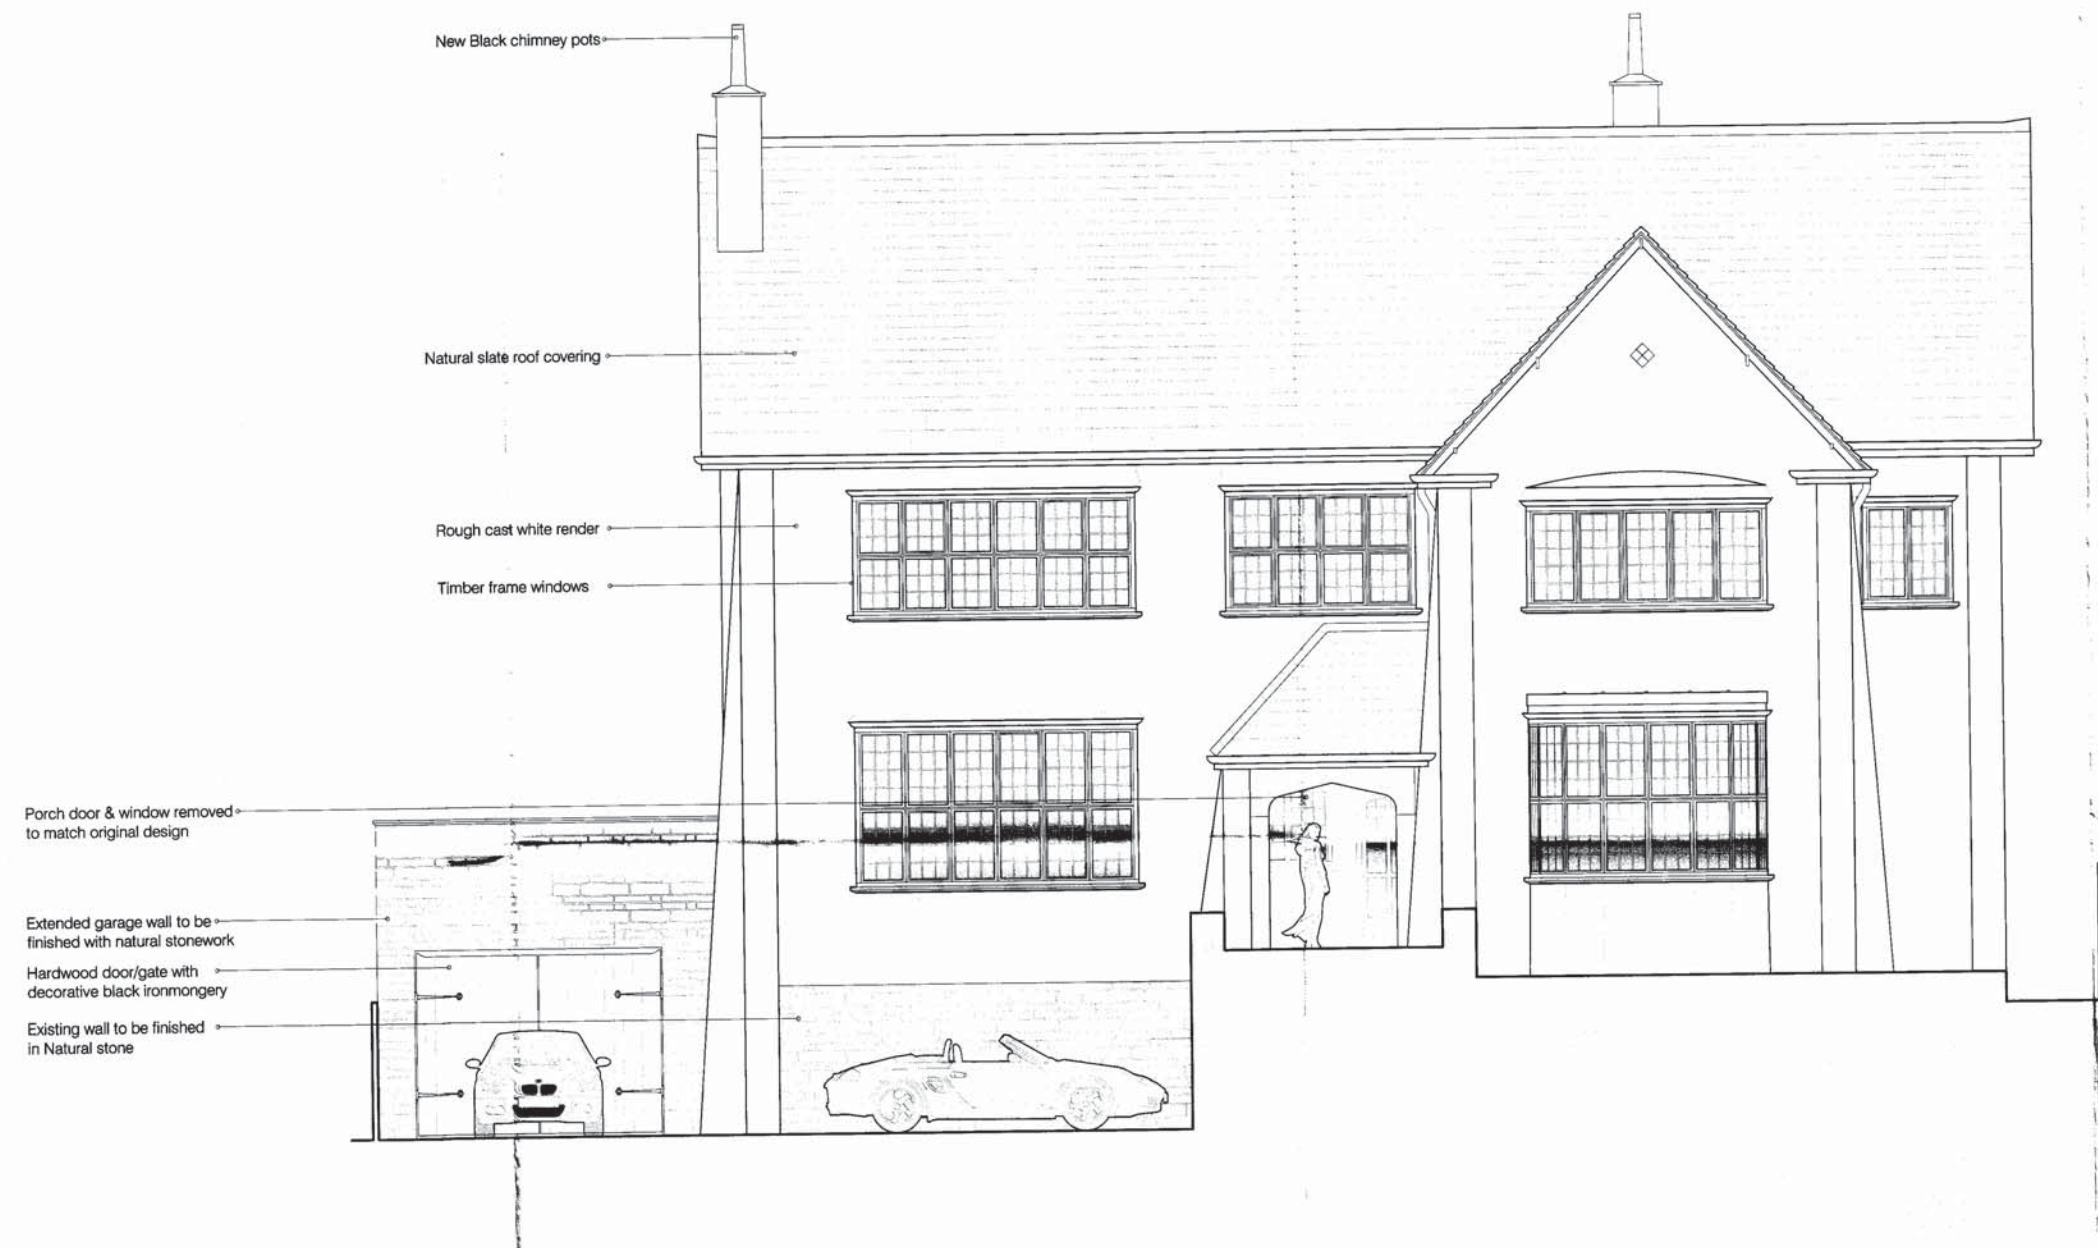 New Black chimney pots
Natural slate roof covering
Rough cast white render
Timber frame windows
Porch door & window removed
to match original design
Extended garage wall to be
finished with natural stonework
Hardwood door/gate with
decorative black ironmongery
Existing wall to be finished
in Natural stone